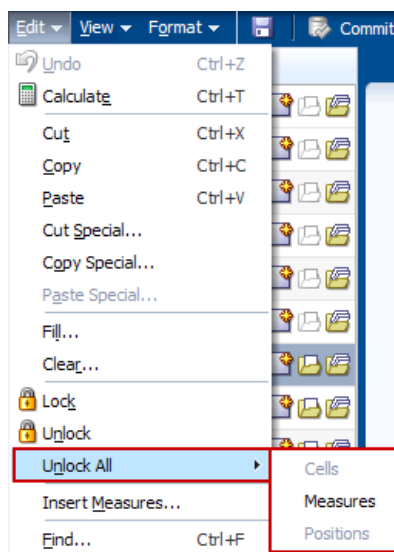 Edit View Format Commit
Undo Ctrl+Z
Calculate Ctrl+T
Cut Ctrl+X
Copy Ctrl+C
Paste Ctrl+V
Cut Special...
Copy Special...
Paste Special...
Fill...
Clear...
Lock
Unlock
Unlock All Cells
Insert Measures... Measures
Find... Ctrl+F Positions